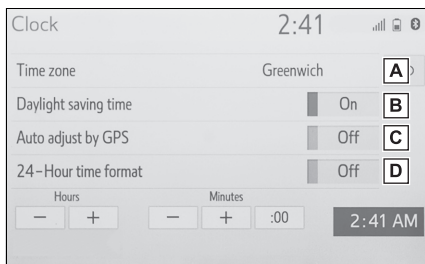 Clock 2:41
Time zone Greenwich A
Daylight saving time On B
Auto adjust by GPS Off C
24-Hour time format Off D
Hours Minutes
− + − + :00 2:41 AM